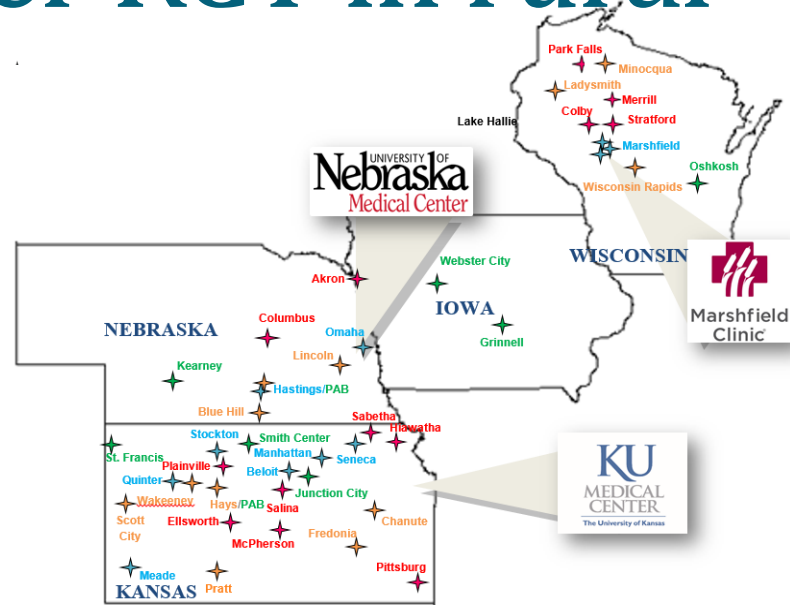 Park Falls
Minocqua
Ladysmith
Merrill
Colby
Stratford
Lake Hallie
Marshfield
Oshkosh
Wisconsin Rapids
UNIVERSITY OF
Nebraska
Medical Center
WISCONSIN
Marshfield
Clinic
Webster City
Akron
IOWA
Columbus
NEBRASKA
Omaha
Grinnell
Lincoln
Kearney
Hastings/PAB
Blue Hill
Sabetha
Hiawatha
Stockton
Smith Center
St. Francis
Manhattan
Seneca
Plainville
Beloit
Quinter
Junction City
Wakeeney
Hays/PAB
Salina
Scott
City
Ellsworth
Chanute
McPherson
Fredonia
Pittsburg
Meade
KANSAS
Pratt
KU
MEDICAL
CENTER
The University of Kansas